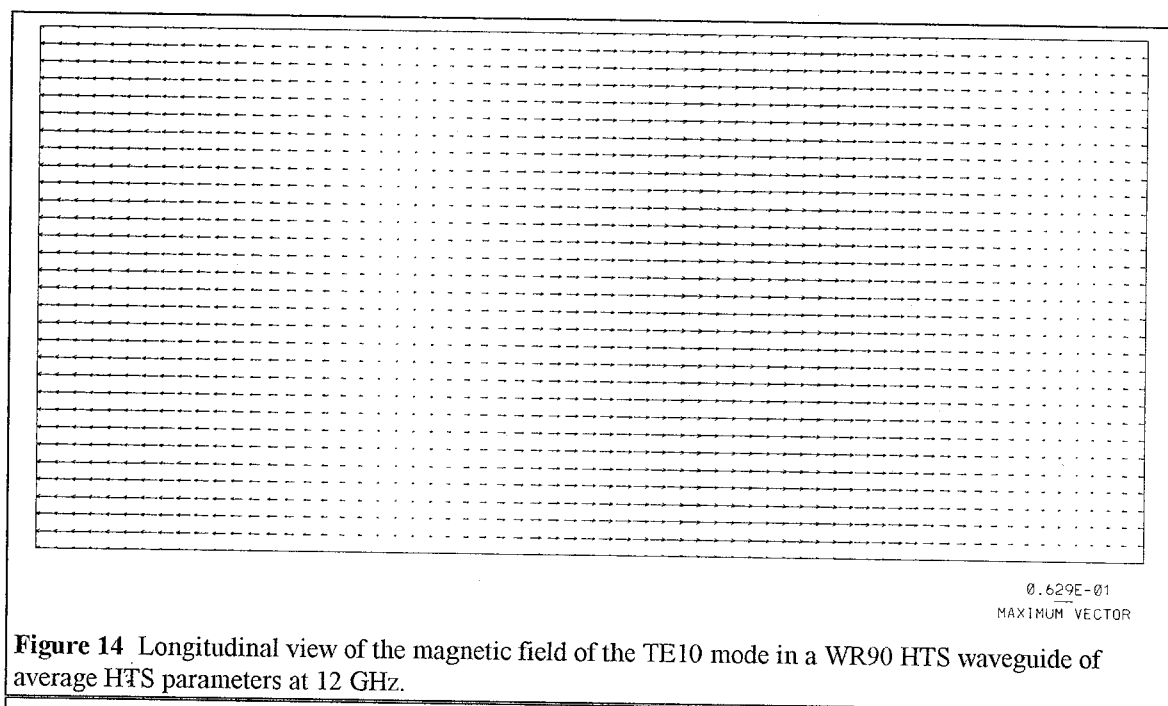 0.629E-01
MAXIMUM VECTOR
Figure 14 Longitudinal view of the magnetic field of the TE10 mode in a WR90 HTS waveguide of
average HTS parameters at 12 GHz.